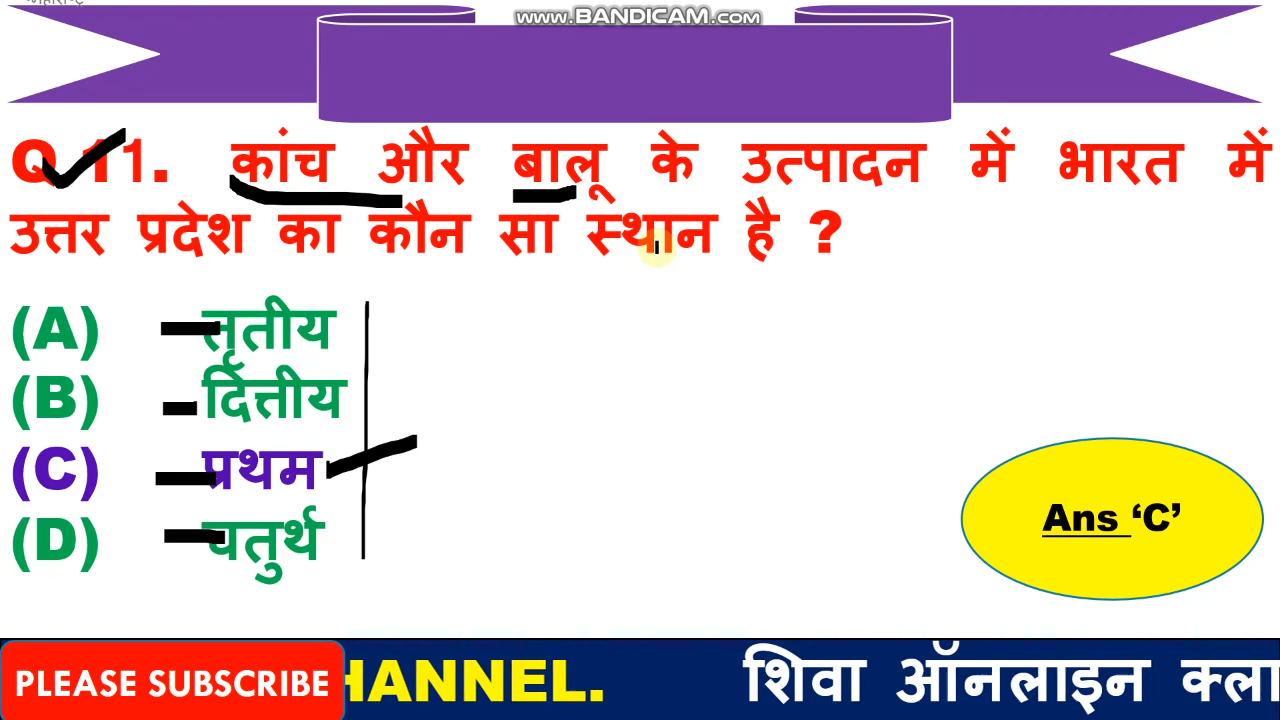 www.BANDICAM.com
Q 11. कांच और बालू के उत्पादन में भारत में
उत्तर प्रदेश का कौन सा स्थान है ?
(A) तृतीय
(B) दित्तीय
(C) प्रथम
(D) चतुर्थ
Ans ‘C’
PLEASE SUBSCRIBE HANNEL. शिवा ऑनलाइन क्ला